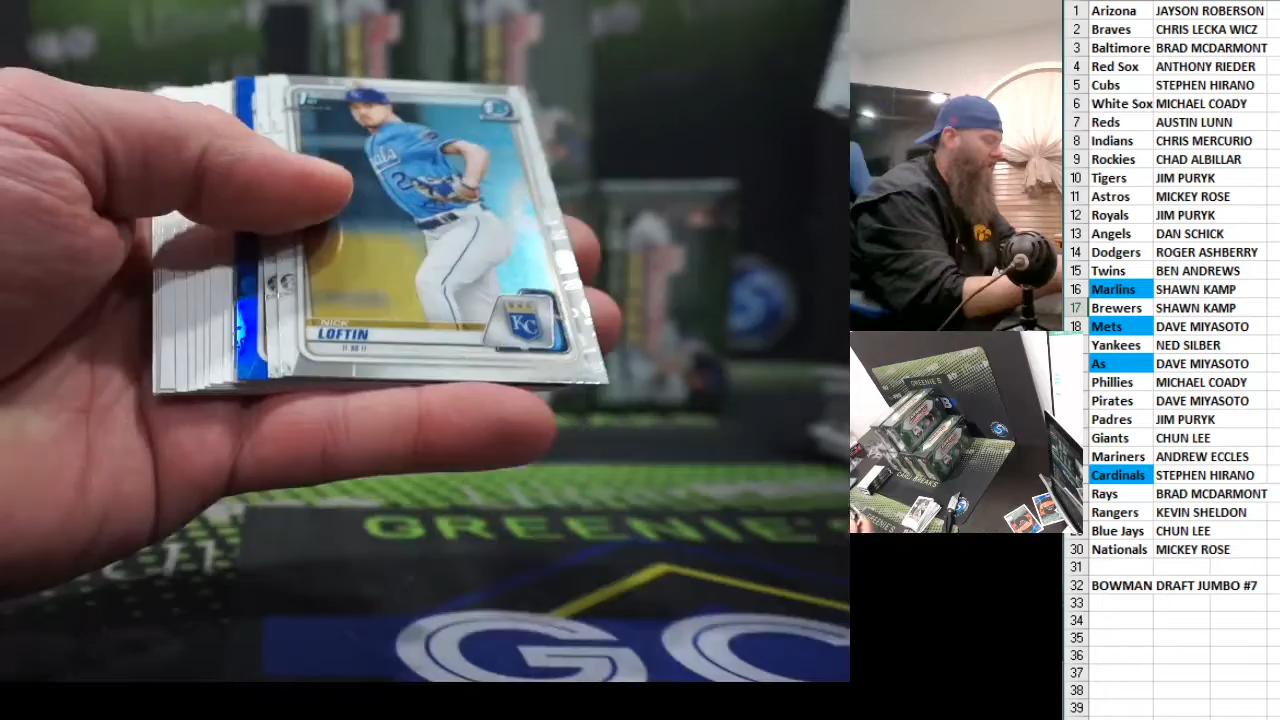 1ST
NICK
LOFTIN
KC
GREENIE'S
GC
GREENIE'S
CARD BREAKS
1 Arizona JAYSON ROBERSON
2 Braves CHRIS LECKA WICZ
3 Baltimore BRAD MCDARMONT
4 Red Sox ANTHONY RIEDER
5 Cubs STEPHEN HIRANO
6 White Sox MICHAEL COADY
7 Reds AUSTIN LUNN
8 Indians CHRIS MERCURIO
9 Rockies CHAD ALBILLAR
10 Tigers JIM PURYK
11 Astros MICKEY ROSE
12 Royals JIM PURYK
13 Angels DAN SCHICK
14 Dodgers ROGER ASHBERRY
15 Twins BEN ANDREWS
16 Marlins SHAWN KAMP
17 Brewers SHAWN KAMP
18 Mets DAVE MIYASOTO
Yankees NED SILBER
As DAVE MIYASOTO
Phillies MICHAEL COADY
Pirates DAVE MIYASOTO
Padres JIM PURYK
Giants CHUN LEE
Mariners ANDREW ECCLES
Cardinals STEPHEN HIRANO
Rays BRAD MCDARMONT
Rangers KEVIN SHELDON
Blue Jays CHUN LEE
30 Nationals MICKEY ROSE
31
32 BOWMAN DRAFT JUMBO #7
33
34
35
36
37
38
39